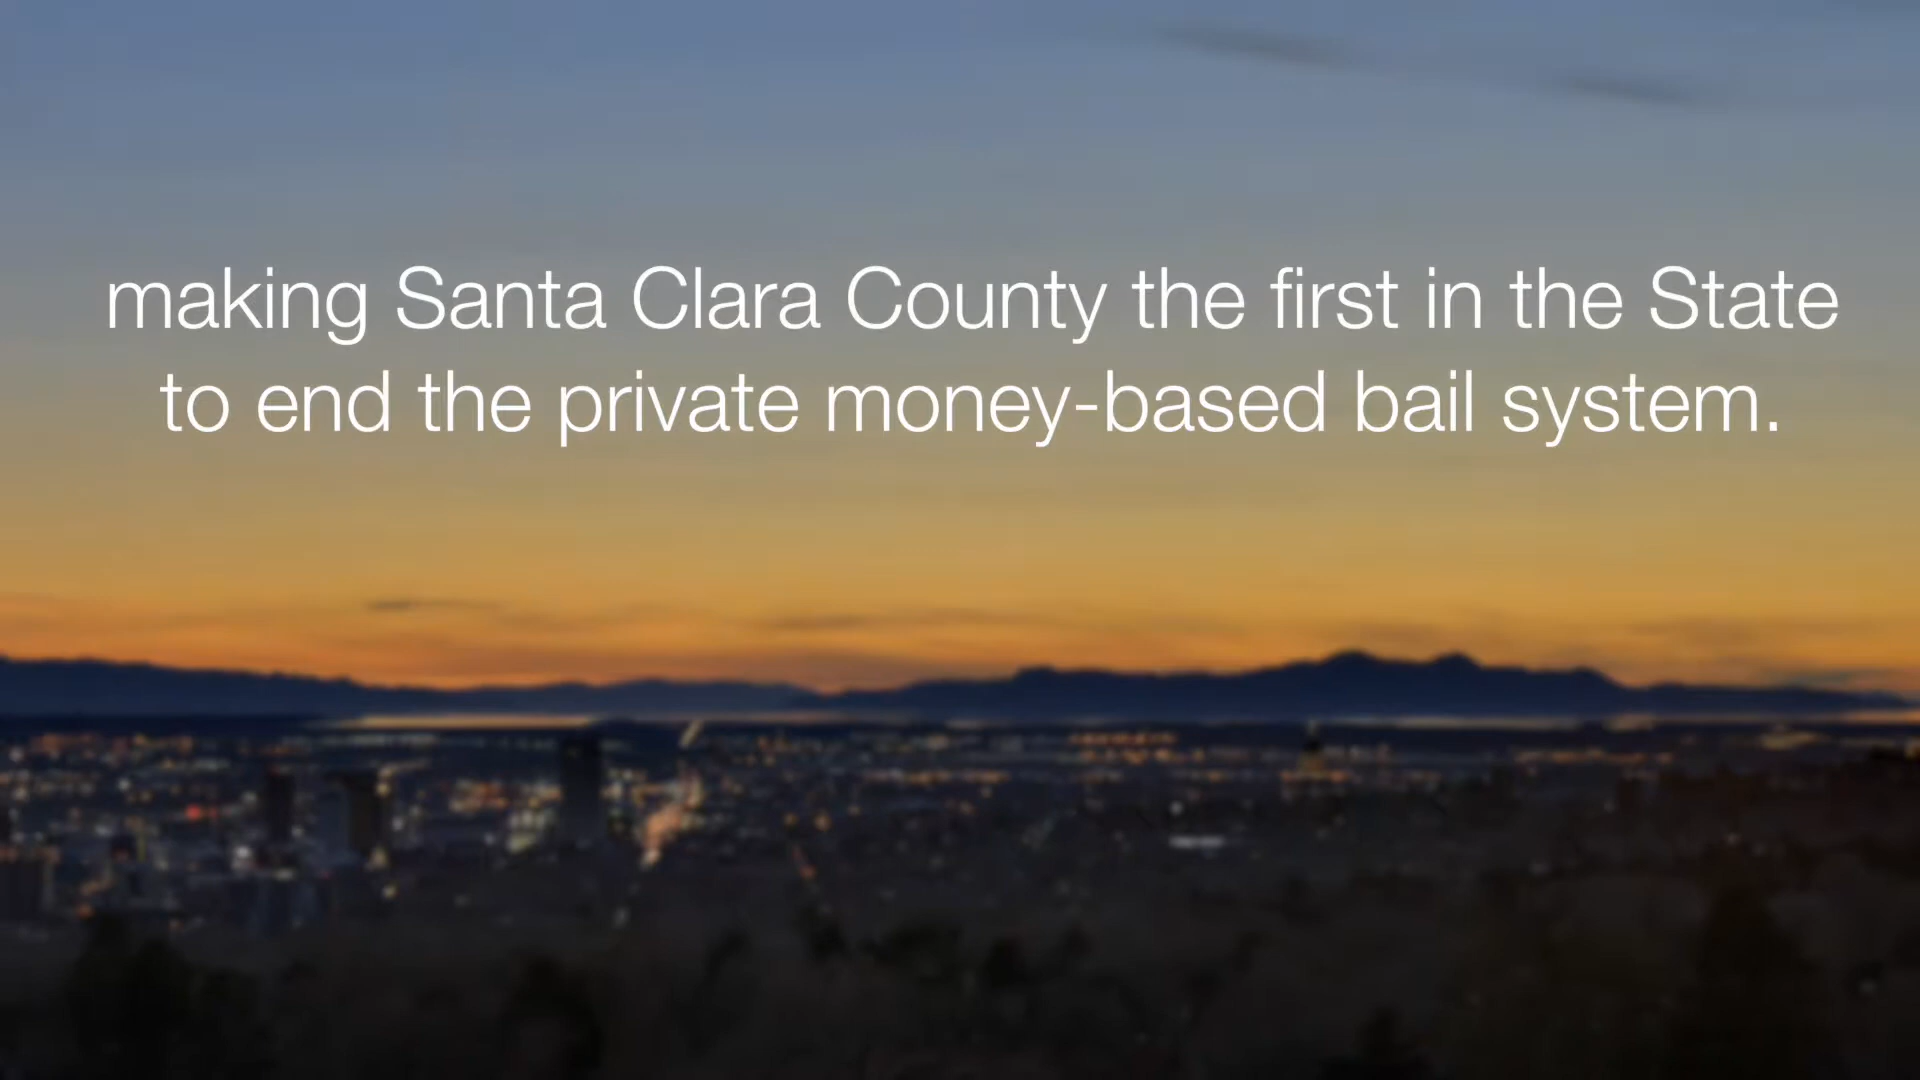 making Santa Clara County the first in the State
to end the private money-based bail system.